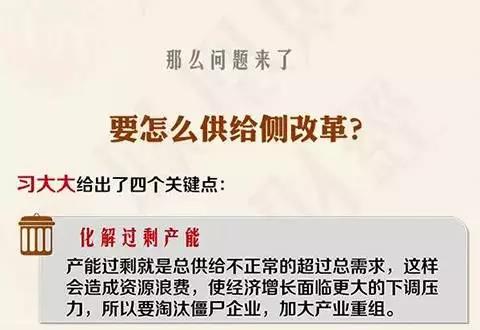 那么问题来了
要怎么供给侧改革?
习大大给出了四个关键点：
化解过剩产能
产能过剩就是总供给不正常的超过总需求，这样
会造成资源浪费，使经济增长面临更大的下调压
力，所以要淘汰僵尸企业，加大产业重组。